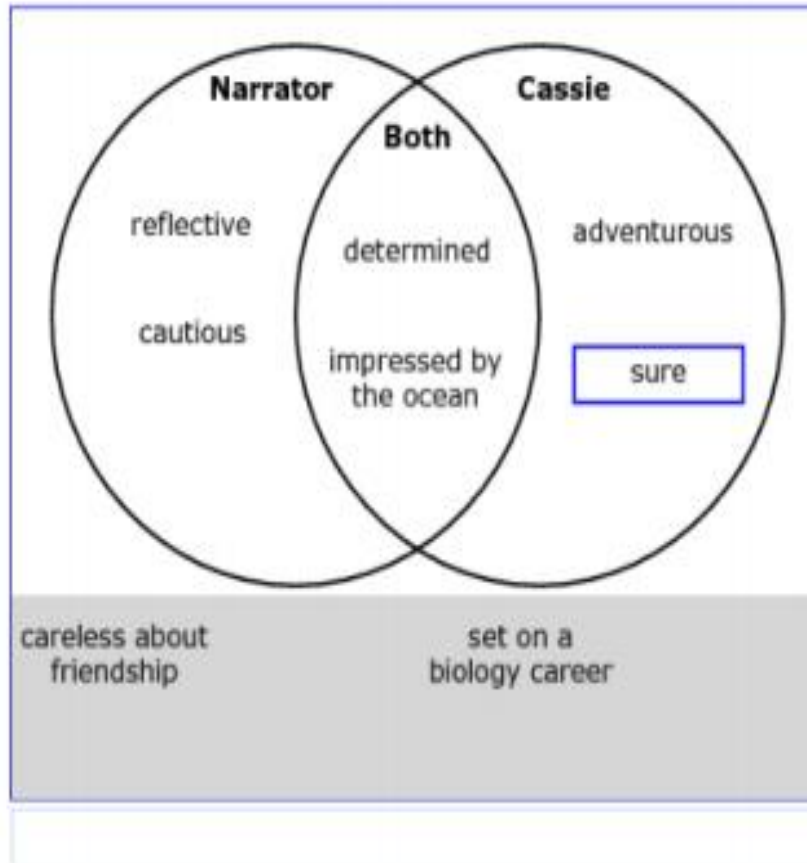 Narrator
Cassie
Both
reflective
adventurous
determined
cautious
impressed by
the ocean
sure
careless about
friendship
set on a
biology career